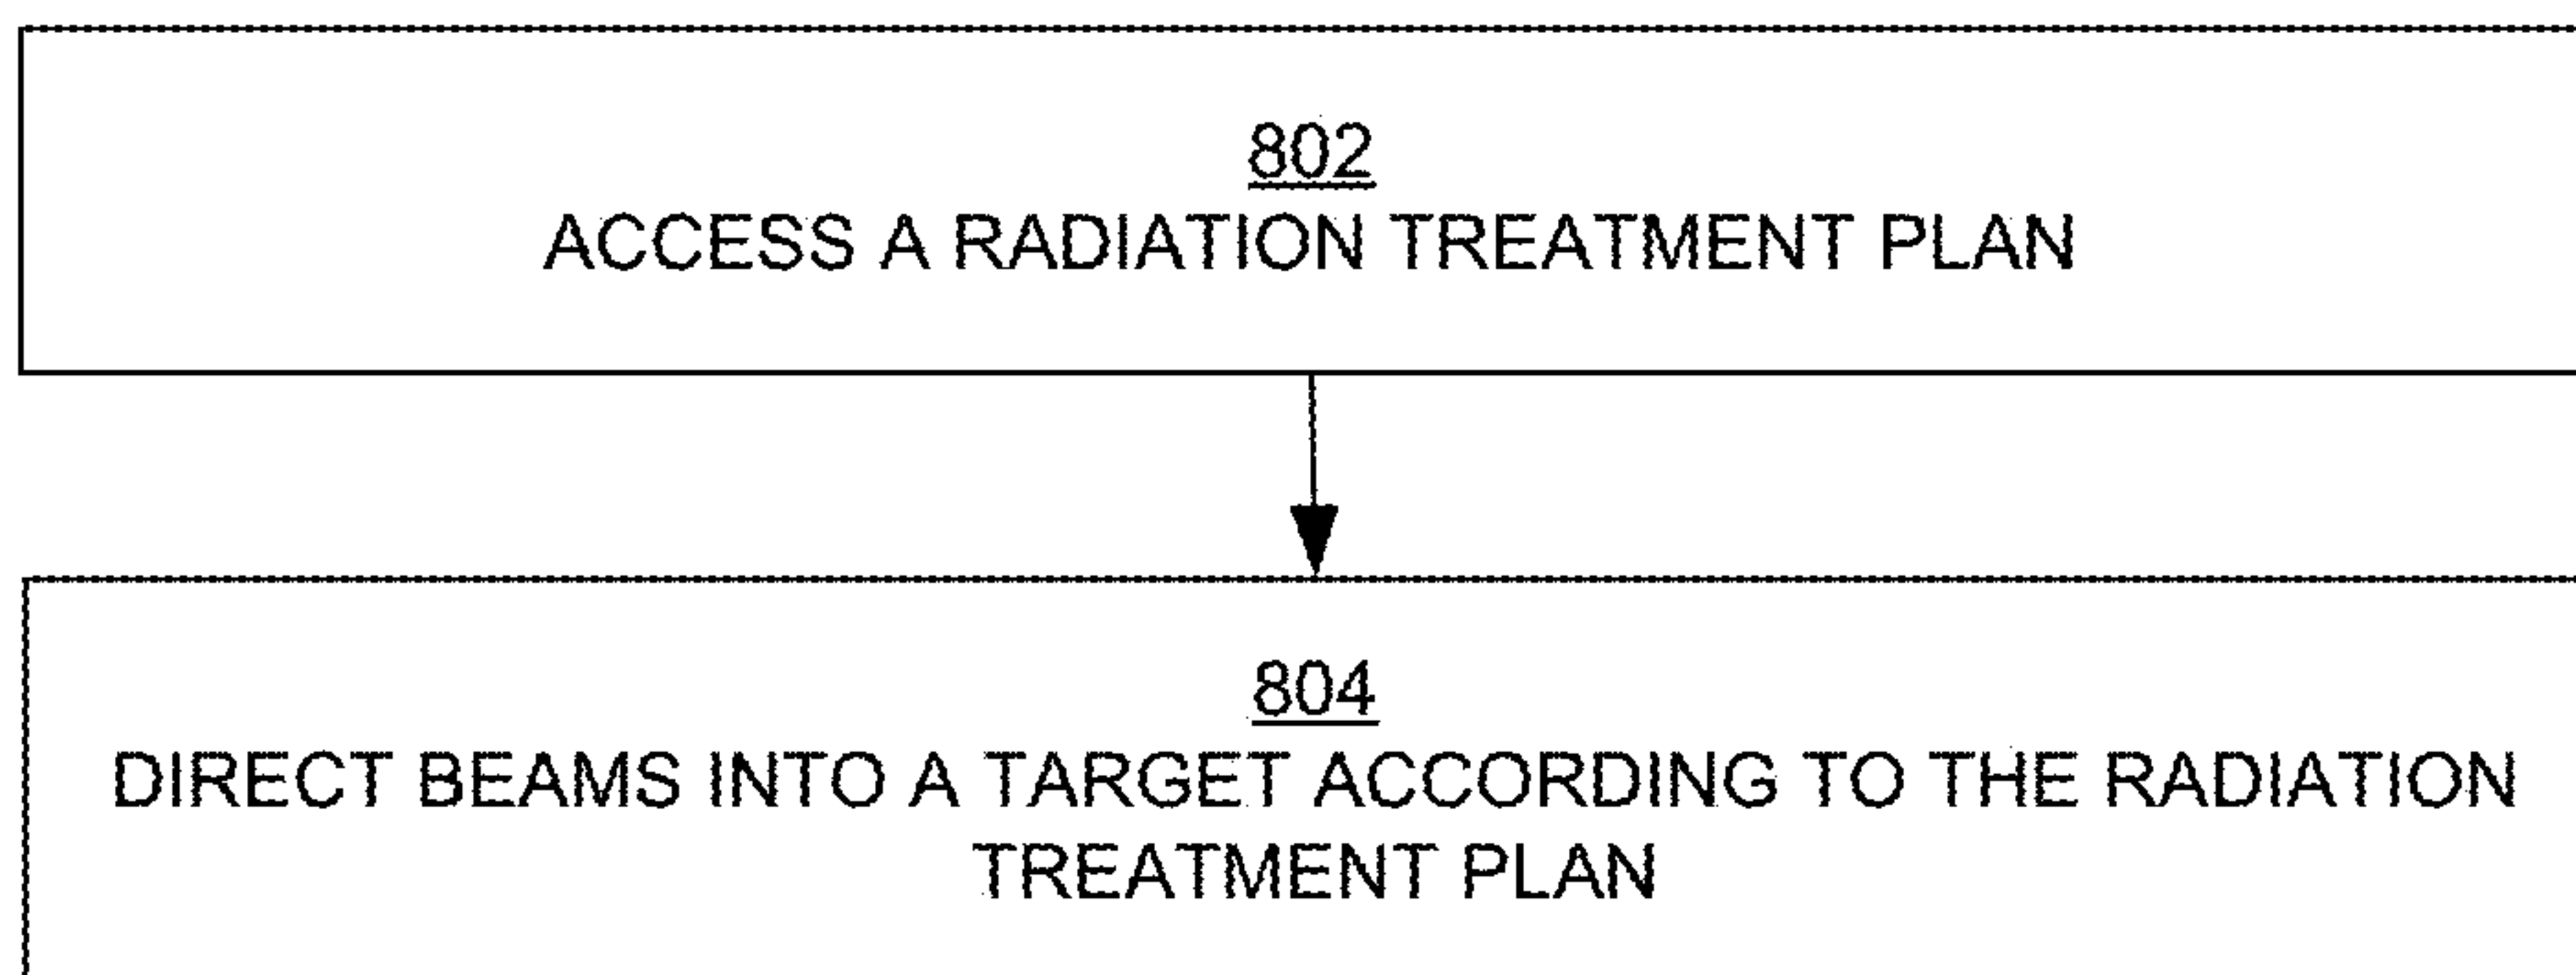 802
ACCESS A RADIATION TREATMENT PLAN
804
DIRECT BEAMS INTO A TARGET ACCORDING TO THE RADIATION
TREATMENT PLAN